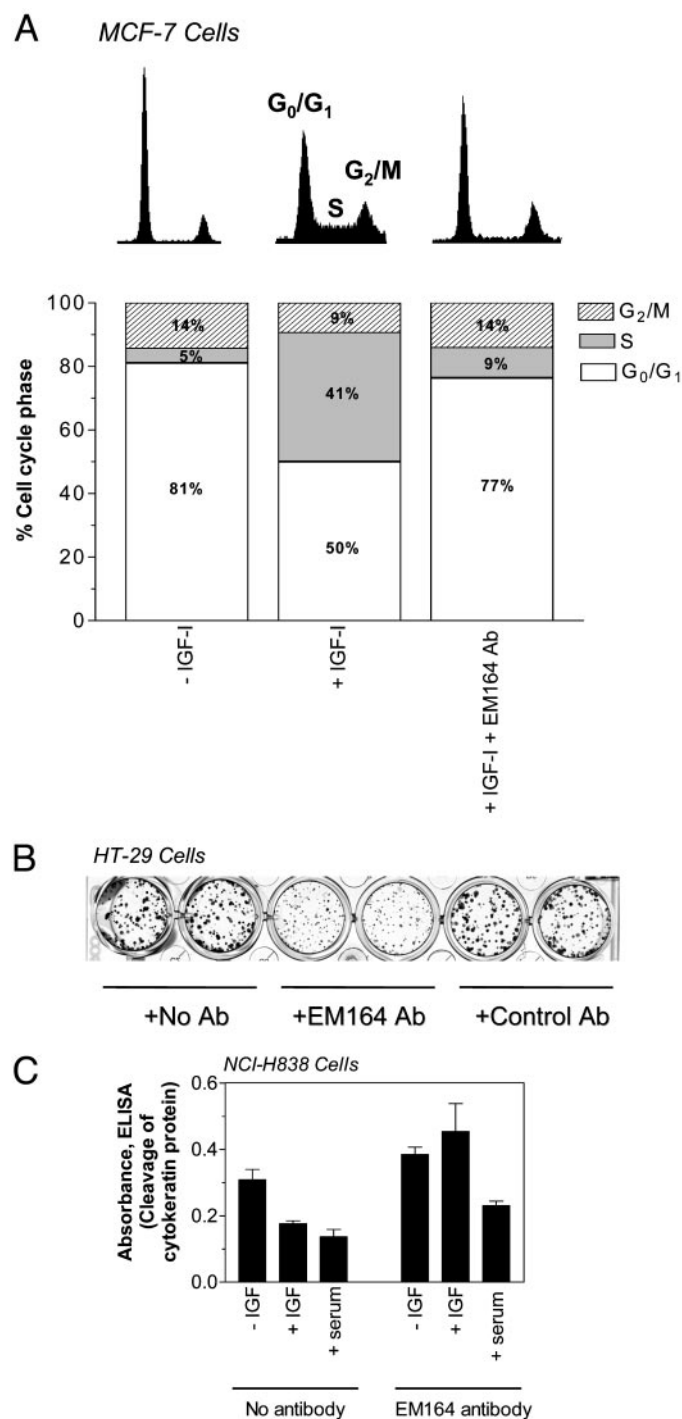 A
MCF-7 Cells
G0/G1
G2/M
S
100
80
60
40
20
0
% Cell cycle phase
14%
5%
81%
9%
41%
50%
14%
9%
77%
G2/M
S
G0/G1
- IGF-I
+ IGF-I
+ IGF-I + EM164 Ab
B
HT-29 Cells
+No Ab
+EM164 Ab
+Control Ab
C
NCI-H838 Cells
Absorbance, ELISA
(Cleavage of
cytokeratin protein)
0.6
0.4
0.2
0.0
- IGF
+ IGF
+ serum
- IGF
+ IGF
+ serum
No antibody
EM164 antibody